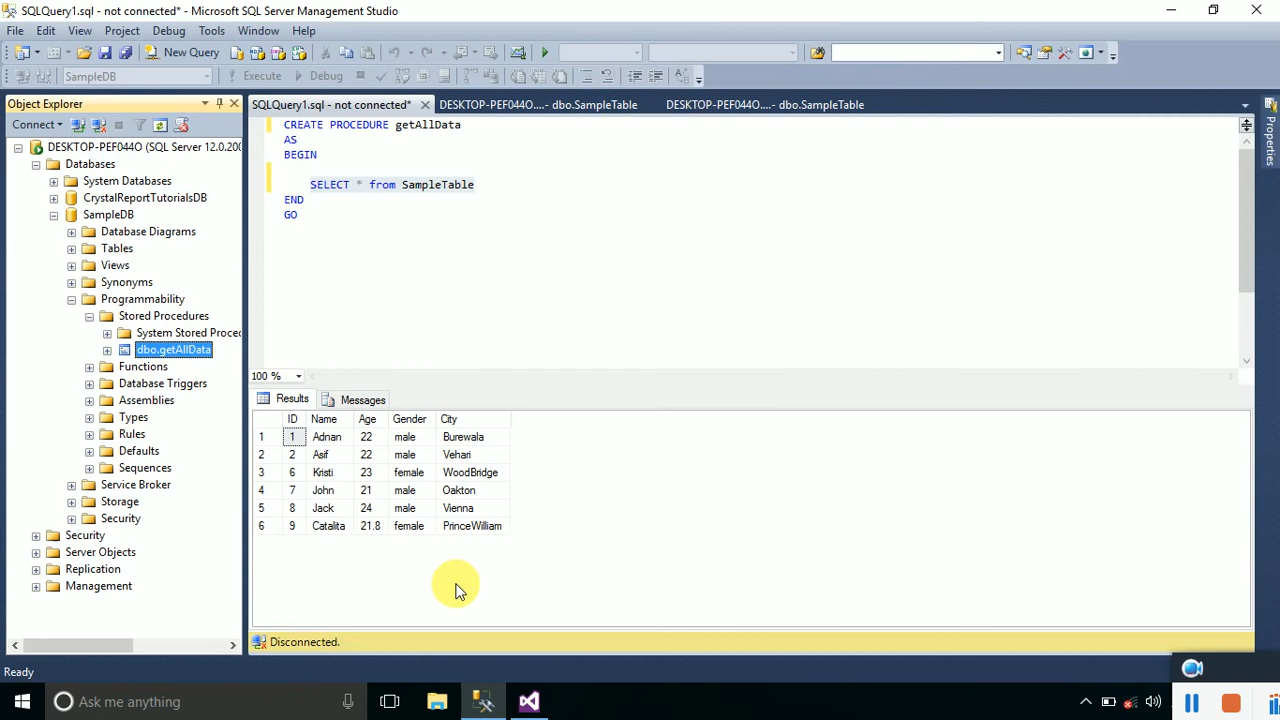 SQLQuery1.sql - not connected* - Microsoft SQL Server Management Studio
File Edit View Project Debug Tools Window Help
New Query
SampleDB Execute Debug
Object Explorer
SQLQuery1.sql - not connected* DESKTOP-PEF044O.... - dbo.SampleTable DESKTOP-PEF044O.... - dbo.SampleTable
Properties
Connect
DESKTOP-PEF044O (SQL Server 12.0.200
Databases
System Databases
CrystalReportTutorialsDB
SampleDB
Database Diagrams
Tables
Views
Synonyms
Programmability
Stored Procedures
System Stored Proced
dbo.getAllData
Functions
Database Triggers
Assemblies
Types
Rules
Defaults
Sequences
Service Broker
Storage
Security
Security
Server Objects
Replication
Management
CREATE PROCEDURE getAllData
AS
BEGIN
SELECT * from SampleTable
END
GO
100 %
Results Messages
ID Name Age Gender City
1 1 Adnan 22 male Burewala
2 2 Asif 22 male Vehari
3 6 Kristi 23 female WoodBridge
4 7 John 21 male Oakton
5 8 Jack 24 male Vienna
6 9 Catalita 21.8 female PrinceWilliam
Disconnected.
Ready
Ask me anything